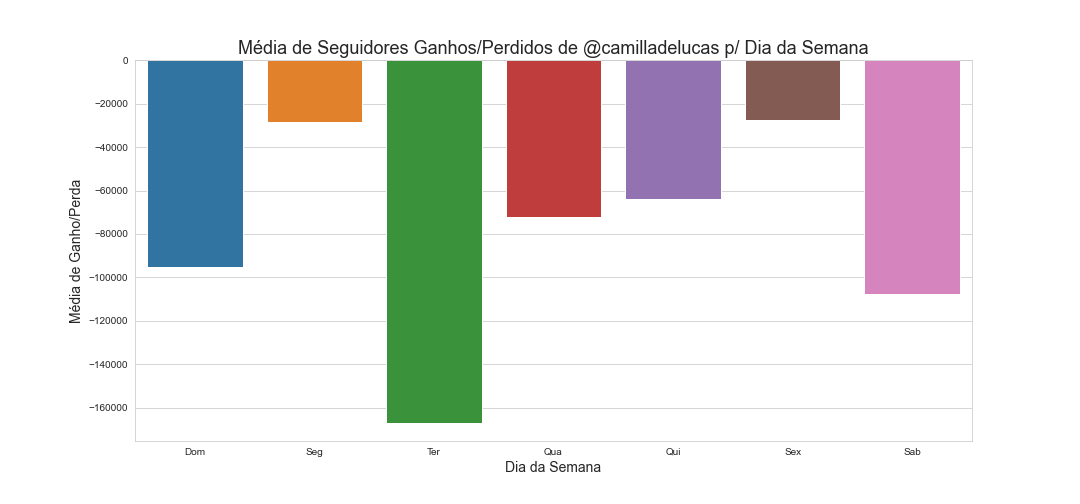 Média de Seguidores Ganhos/Perdidos de @camilladelucas p/ Dia da Semana
Média de Ganho/Perda
0
−20000
−40000
−60000
−80000
−100000
−120000
−140000
−160000
Dom Seg Ter Qua Qui Sex Sab
Dia da Semana